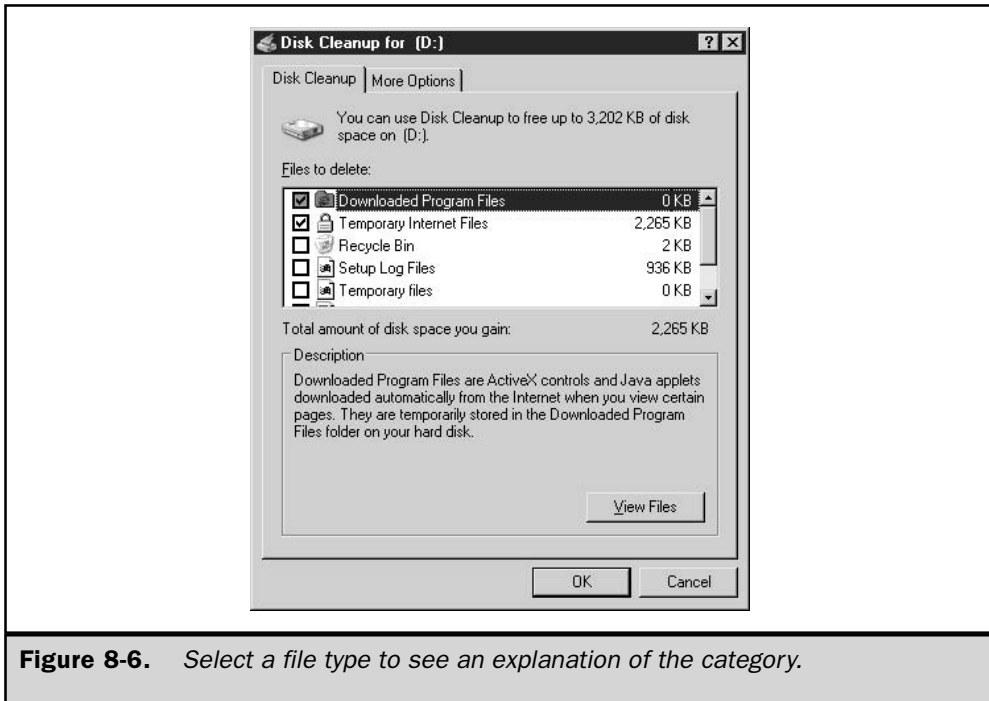 Disk Cleanup for (D:)
Disk Cleanup
More Options
You can use Disk Cleanup to free up to 3,202 KB of disk
space on (D:).
Files to delete:
Downloaded Program Files 0 KB
Temporary Internet Files 2,265 KB
Recycle Bin 2 KB
Setup Log Files 936 KB
Temporary files 0 KB
Total amount of disk space you gain: 2,265 KB
Description
Downloaded Program Files are ActiveX controls and Java applets
downloaded automatically from the Internet when you view certain
pages. They are temporarily stored in the Downloaded Program
Files folder on your hard disk.
View Files
OK Cancel
Figure 8-6. Select a file type to see an explanation of the category.